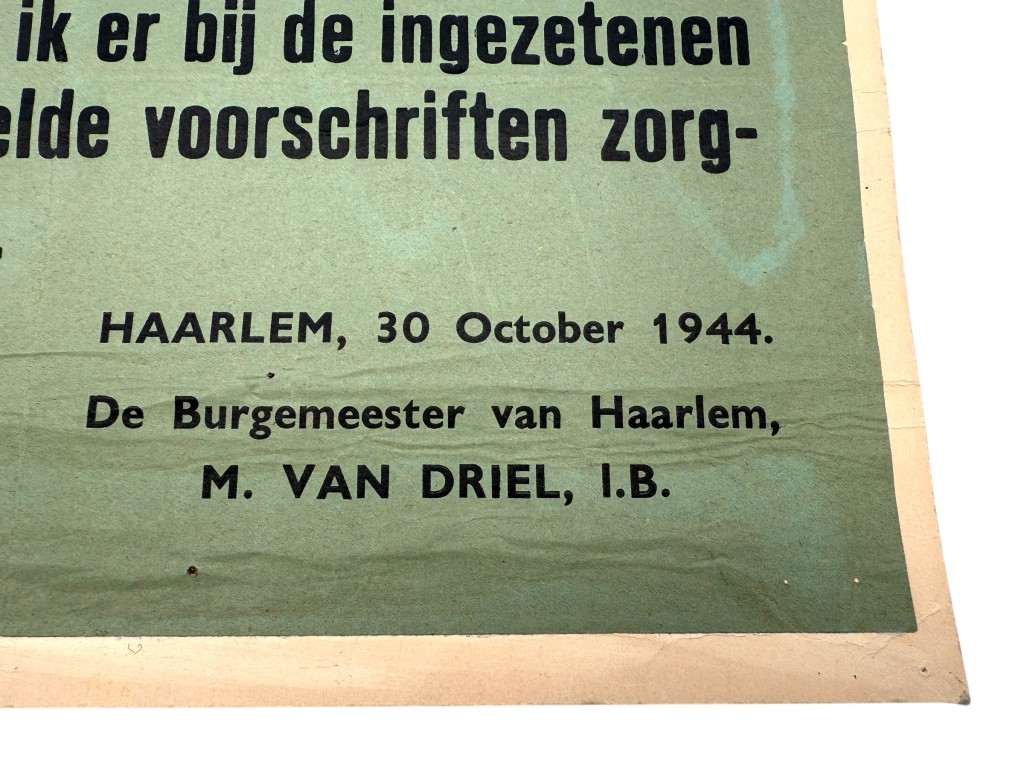 ik er bij de ingezetenen
elde voorschriften zorg-
HAARLEM, 30 October 1944.
De Burgemeester van Haarlem,
M. VAN DRIEL, I.B.